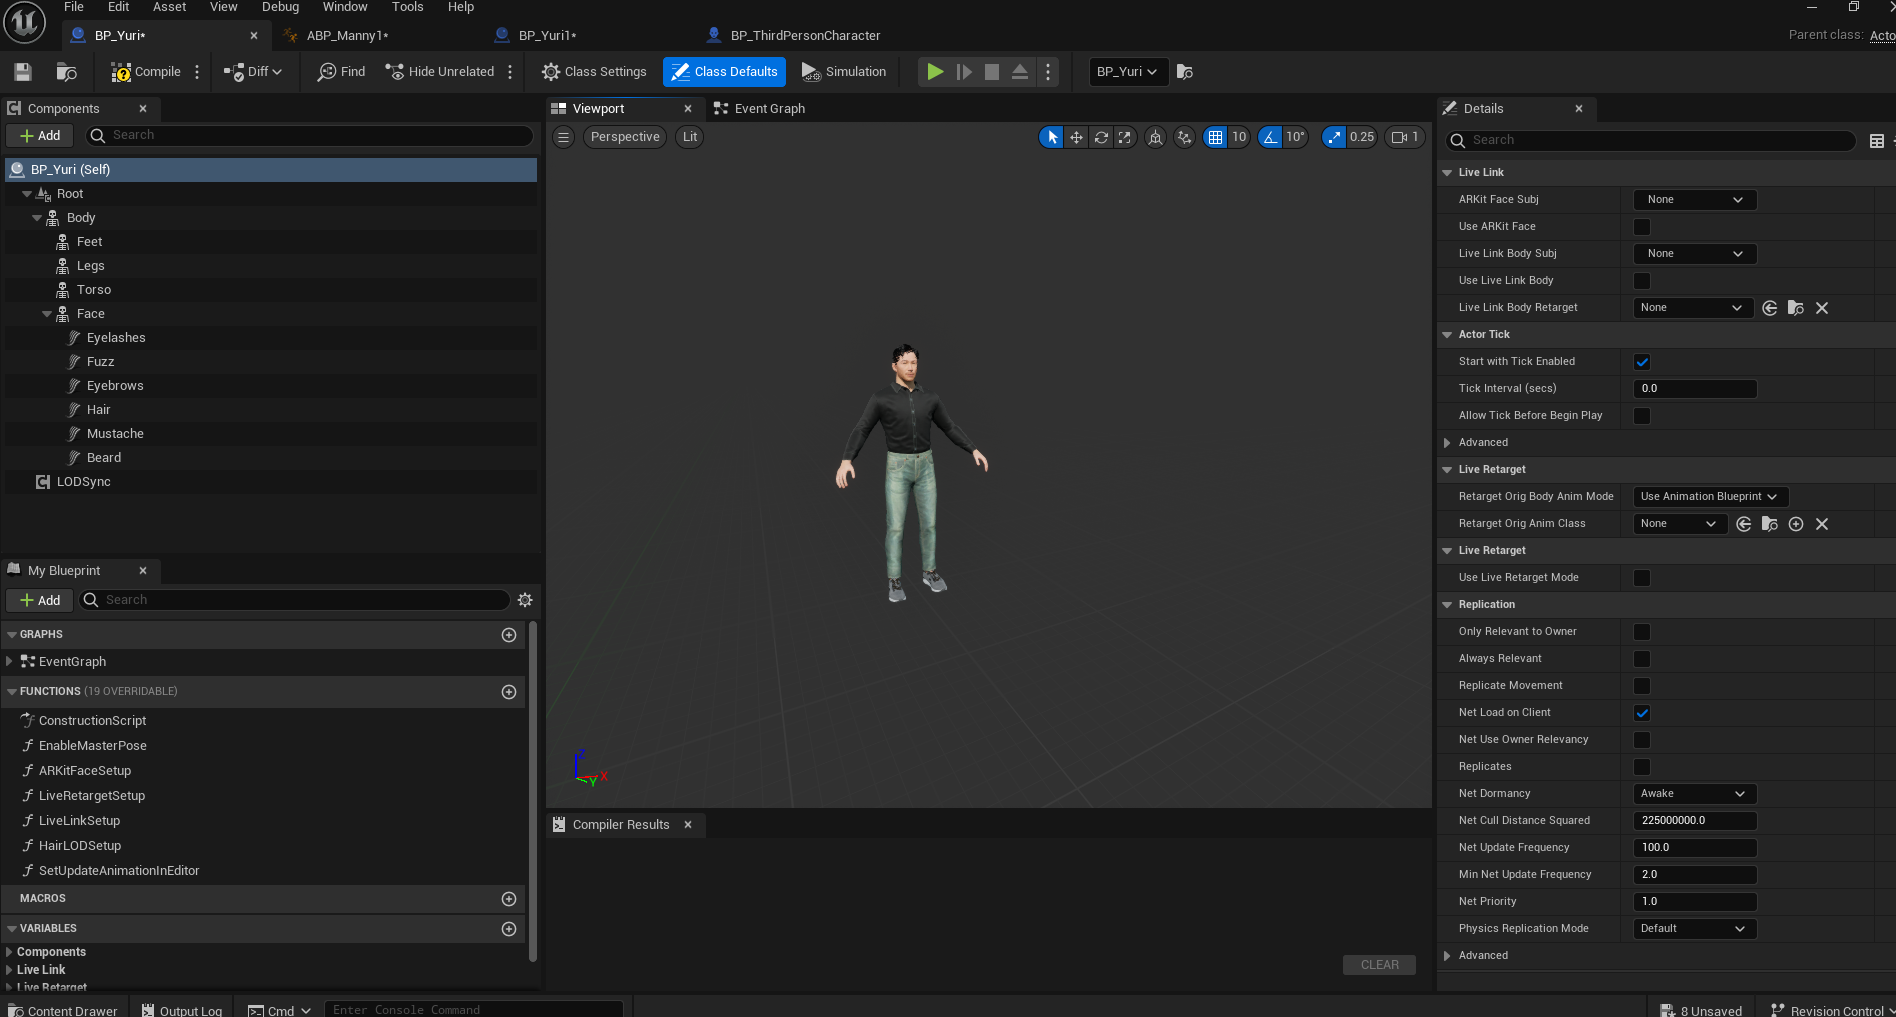 File Edit Asset View Debug Window Tools Help
BP_Yuri* ABP_Manny1* BP_Yuri1* BP_ThirdPersonCharacter Parent class: Acto
Compile Diff Find Hide Unrelated Class Settings Class Defaults Simulation BP_Yuri
Components
Add Search
BP_Yuri (Self)
Root
Body
Feet
Legs
Torso
Face
Eyelashes
Fuzz
Eyebrows
Hair
Mustache
Beard
LODSync
My Blueprint
Add Search
GRAPHS
EventGraph
FUNCTIONS (19 OVERRIDABLE)
ConstructionScript
EnableMasterPose
ARKitFaceSetup
LiveRetargetSetup
LiveLinkSetup
HairLODSetup
SetUpdateAnimationInEditor
MACROS
VARIABLES
Components
Live Link
Live Retarget
Viewport Event Graph
Perspective Lit 10 10° 0.25 1
Z
X
Y
Compiler Results
CLEAR
Details
Search
Live Link
ARKit Face Subj None
Use ARKit Face
Live Link Body Subj None
Use Live Link Body
Live Link Body Retarget None
Actor Tick
Start with Tick Enabled
Tick Interval (secs) 0.0
Allow Tick Before Begin Play
Advanced
Live Retarget
Retarget Orig Body Anim Mode Use Animation Blueprint
Retarget Orig Anim Class None
Live Retarget
Use Live Retarget Mode
Replication
Only Relevant to Owner
Always Relevant
Replicate Movement
Net Load on Client
Net Use Owner Relevancy
Replicates
Net Dormancy Awake
Net Cull Distance Squared 225000000.0
Net Update Frequency 100.0
Min Net Update Frequency 2.0
Net Priority 1.0
Physics Replication Mode Default
Advanced
Content Drawer Output Log Cmd Enter Console Command 8 Unsaved Revision Control